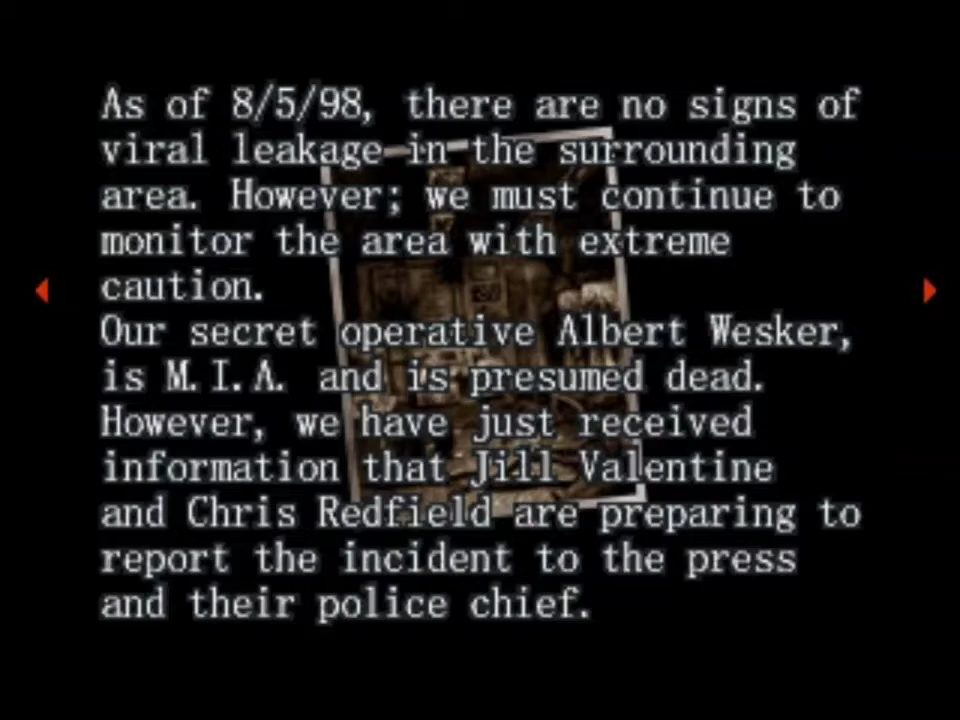 As of 8/5/98, there are no signs of
viral leakage in the surrounding
area. However; we must continue to
monitor the area with extreme
caution.
Our secret operative Albert Wesker,
is M.I.A. and is presumed dead.
However, we have just received
information that Jill Valentine
and Chris Redfield are preparing to
report the incident to the press
and their police chief.